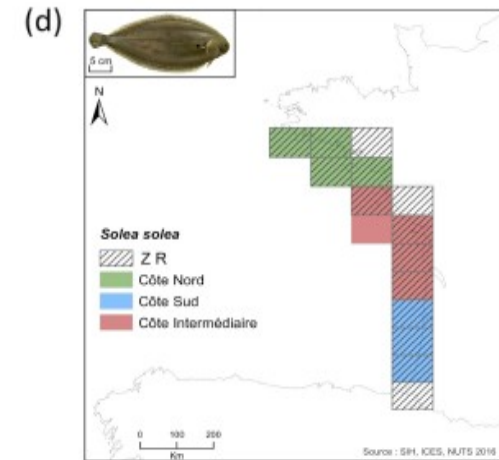 (d)
5 cm
N
Solea solea
Z R
Côte Nord
Côte Sud
Côte Intermédiaire
0 100 200
Km
Source : SIH, ICES, NUTS 2016